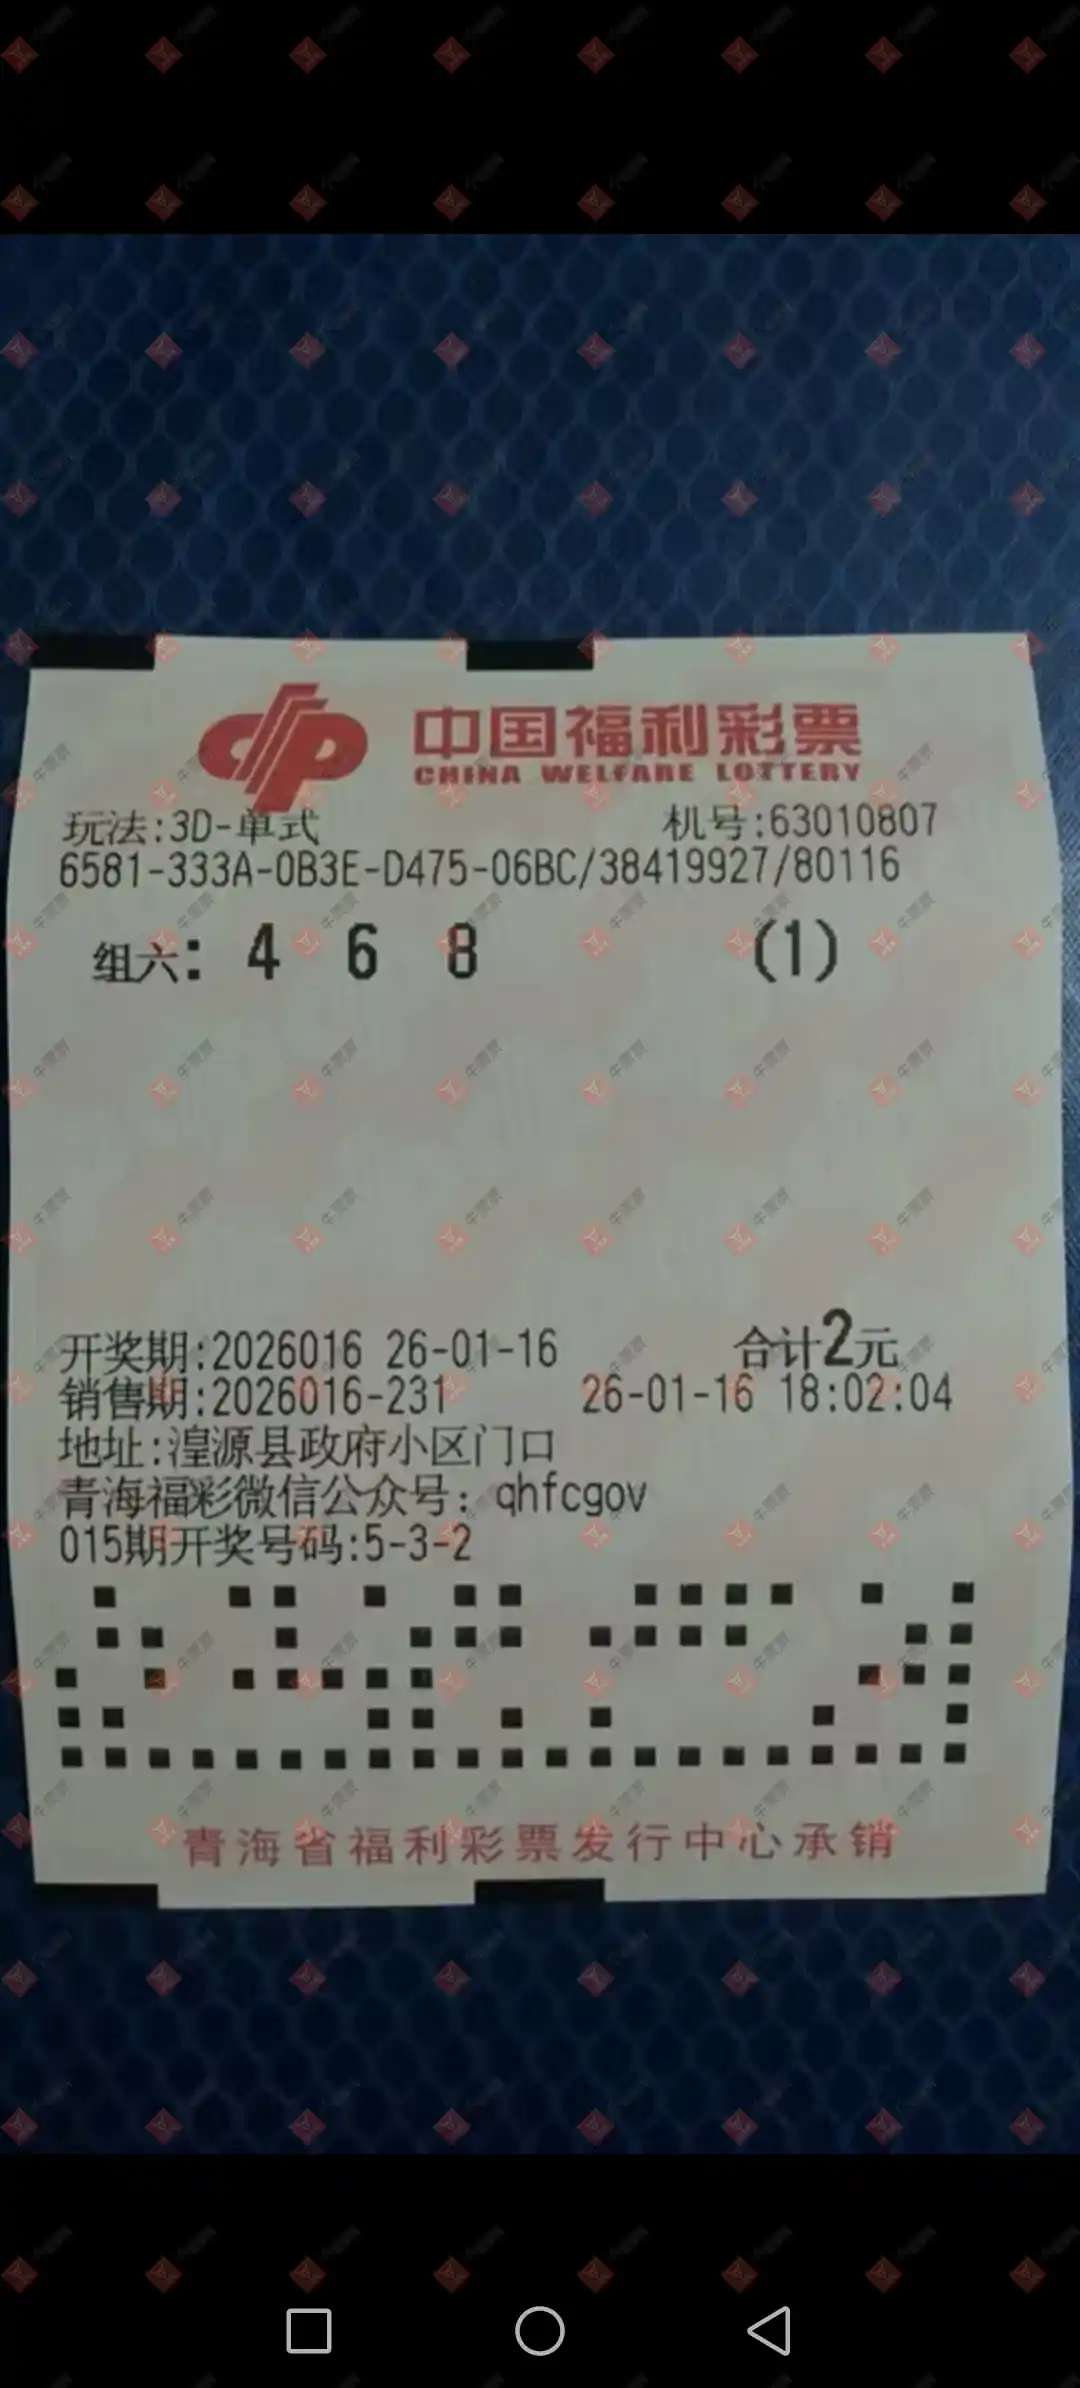 中国福利彩票
CHINA WELFARE LOTTERY
玩法:3D-单式 机号:63010807
6581-333A-0B3E-D475-06BC/38419927/80116
组六: 4 6 8 (1)
开奖期:2026016 26-01-16 合计2元
销售期:2026016-231 26-01-16 18:02:04
地址:湟源县政府小区门口
青海福彩微信公众号: qhfcgov
015期开奖号码:5-3-2
青海省福利彩票发行中心承销